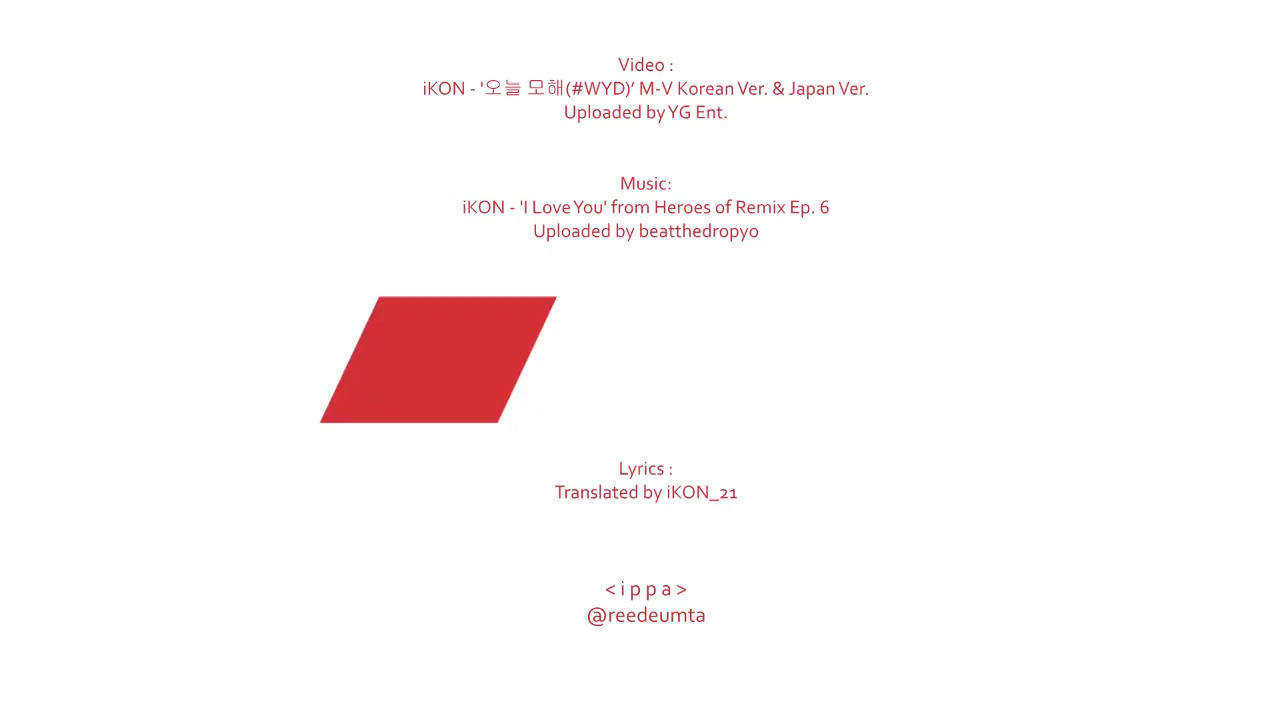 Video :
iKON - '오늘 모해(#WYD)’ M-V Korean Ver. & Japan Ver.
Uploaded by YG Ent.
Music:
iKON - 'I Love You' from Heroes of Remix Ep. 6
Uploaded by beatthedropyo
Lyrics :
Translated by iKON_21
< i p p a >
@reedeumta